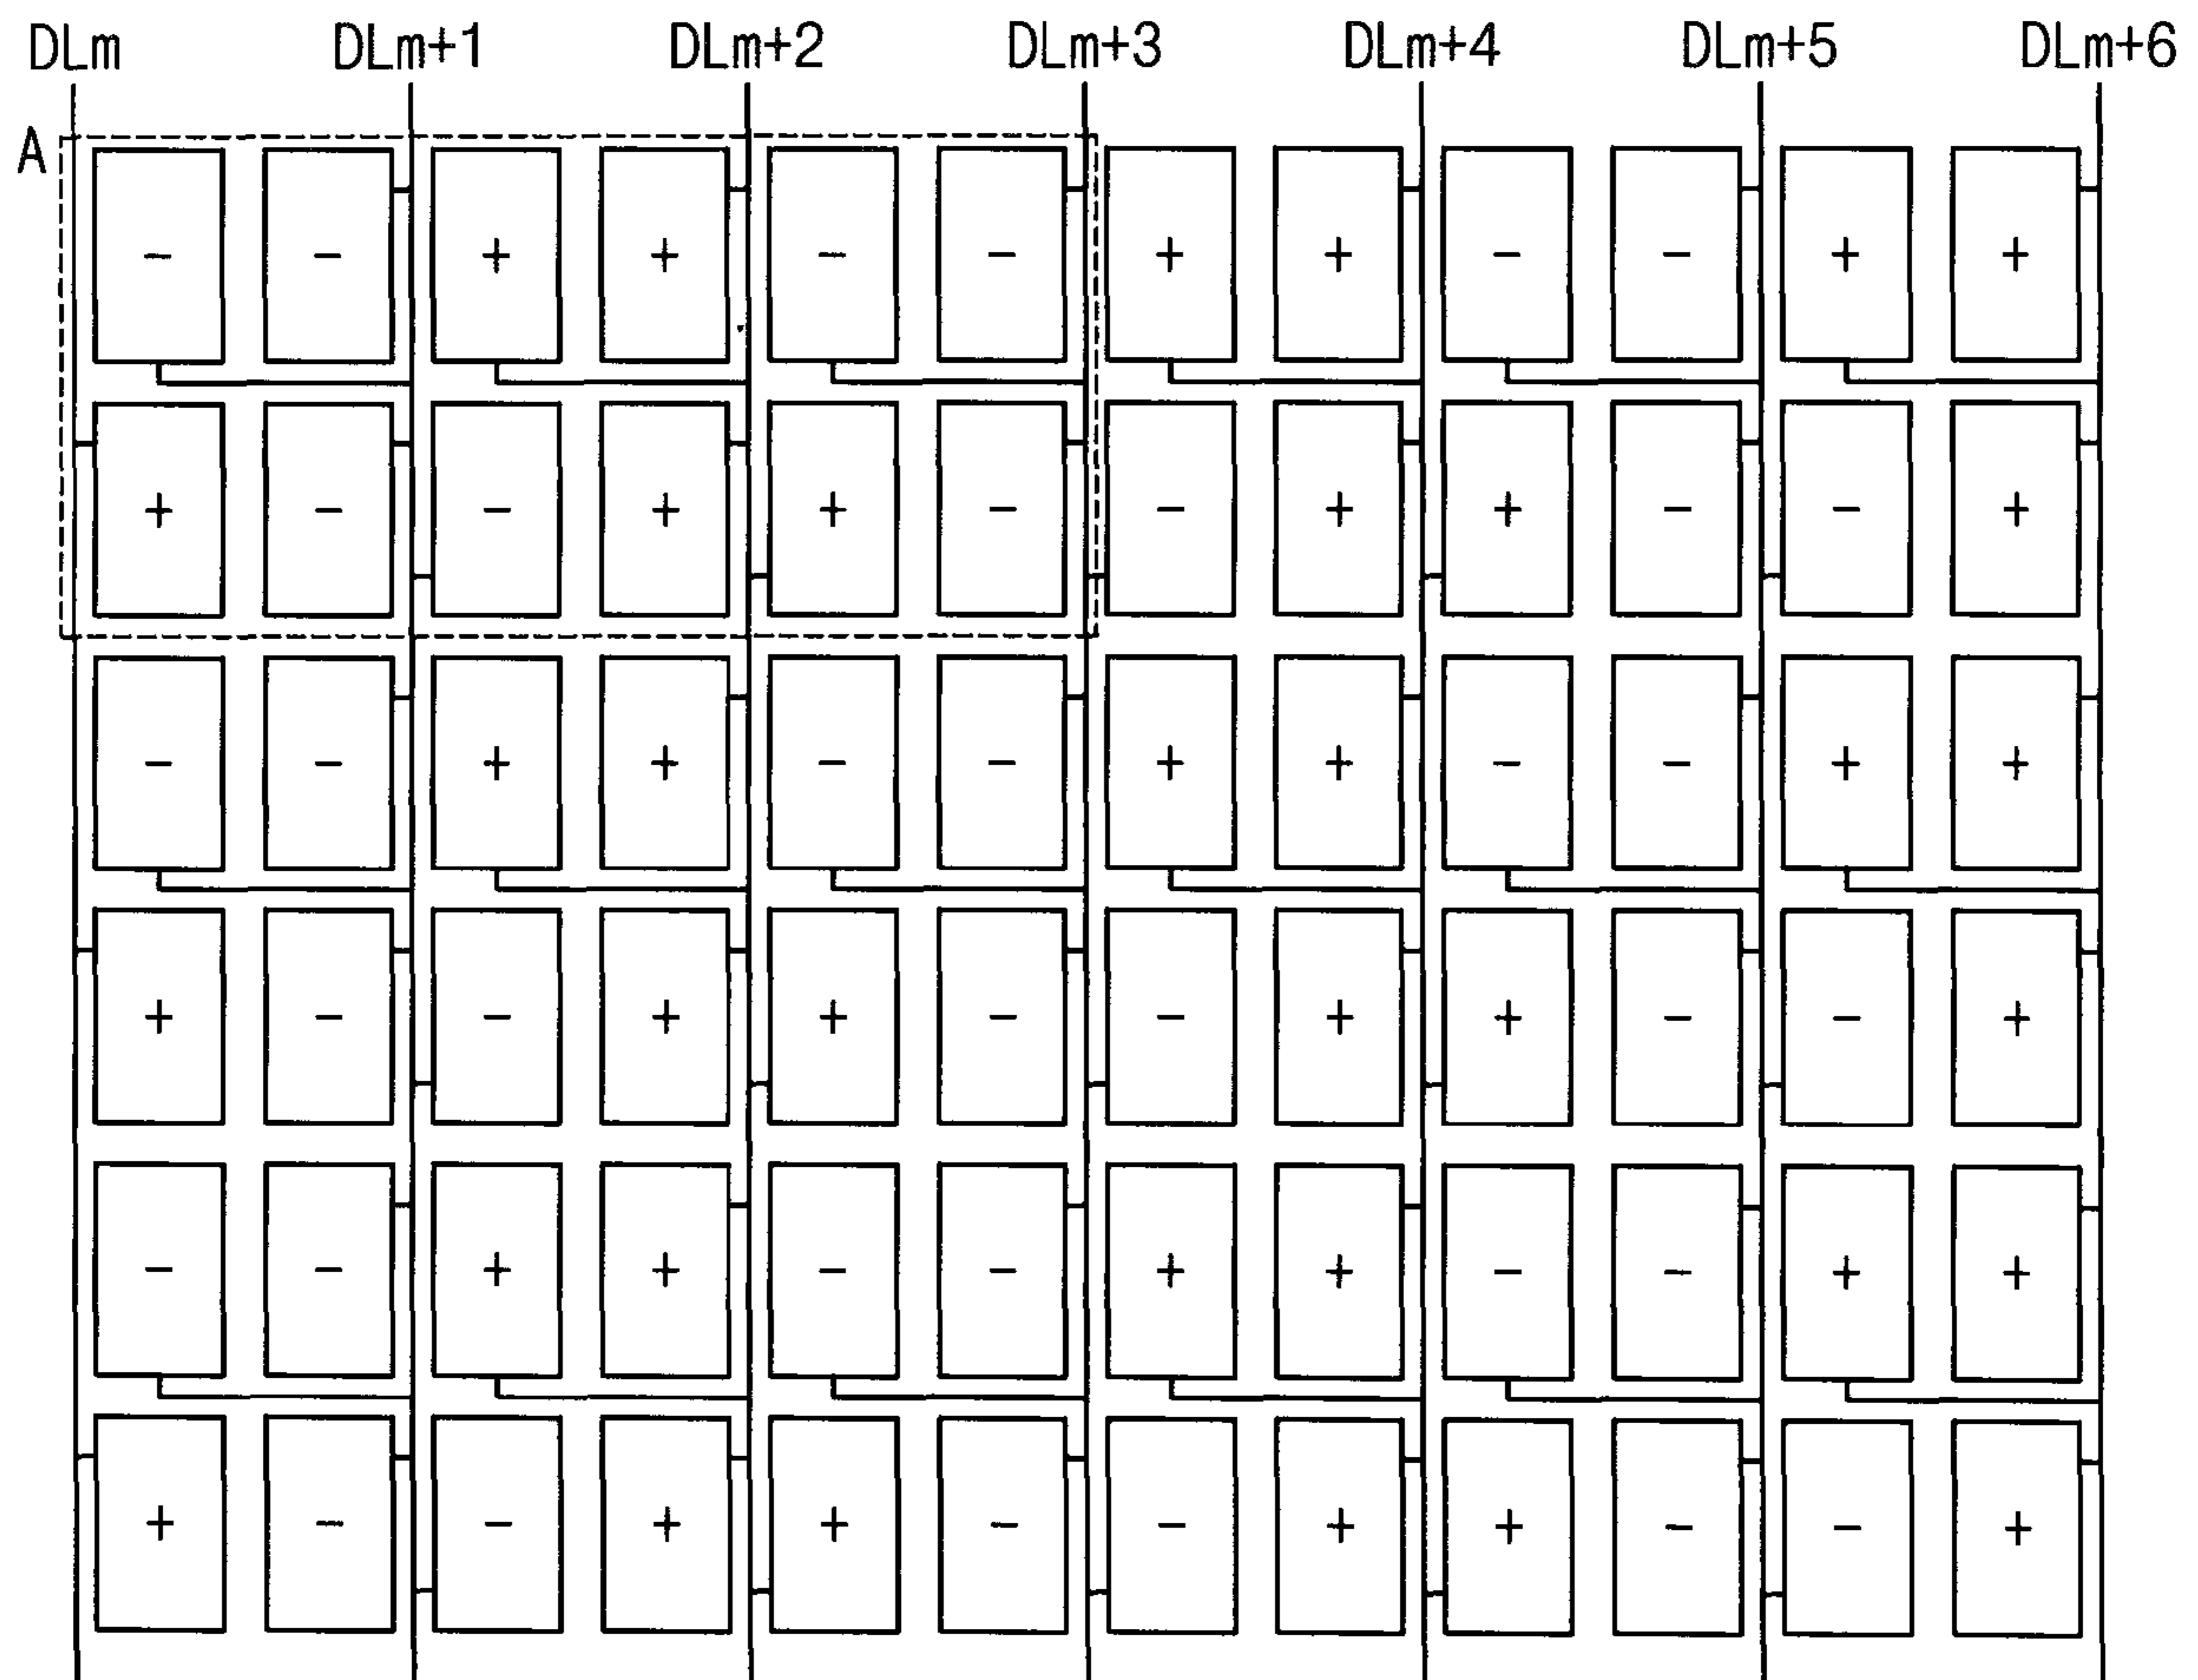 DLm DLm+1 DLm+2 DLm+3 DLm+4 DLm+5 DLm+6
A
− − + + − − + + − − + +
+ − − + + − − + + − − +
− − + + − − + + − − + +
+ − − + + − − + + − − +
− − + + − − + + − − + +
+ − − + + − − + + − − +